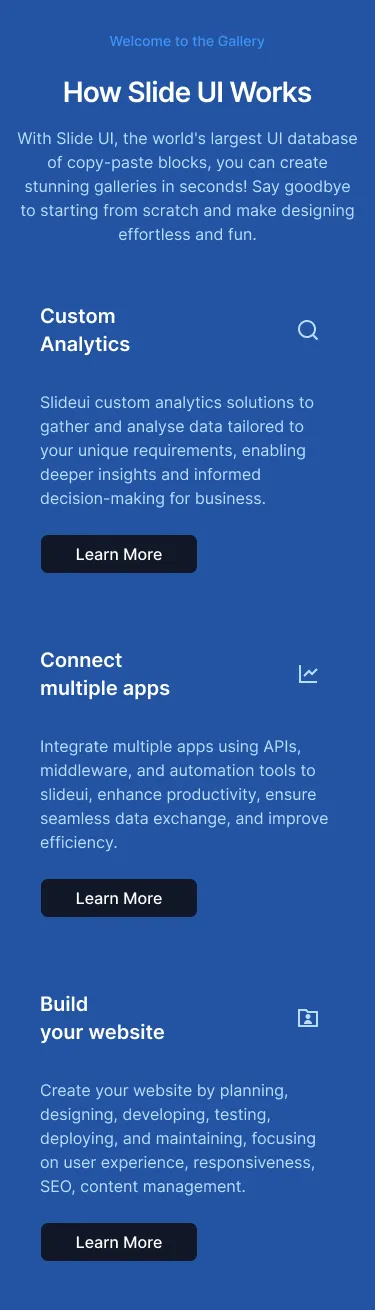 Welcome to the Gallery
How Slide UI Works
With Slide UI, the world's largest UI database
of copy-paste blocks, you can create
stunning galleries in seconds! Say goodbye
to starting from scratch and make designing
effortless and fun.
Custom
Analytics
Slideui custom analytics solutions to
gather and analyse data tailored to
your unique requirements, enabling
deeper insights and informed
decision-making for business.
Learn More
Connect
multiple apps
Integrate multiple apps using APIs,
middleware, and automation tools to
slideui, enhance productivity, ensure
seamless data exchange, and improve
efficiency.
Learn More
Build
your website
Create your website by planning,
designing, developing, testing,
deploying, and maintaining, focusing
on user experience, responsiveness,
SEO, content management.
Learn More